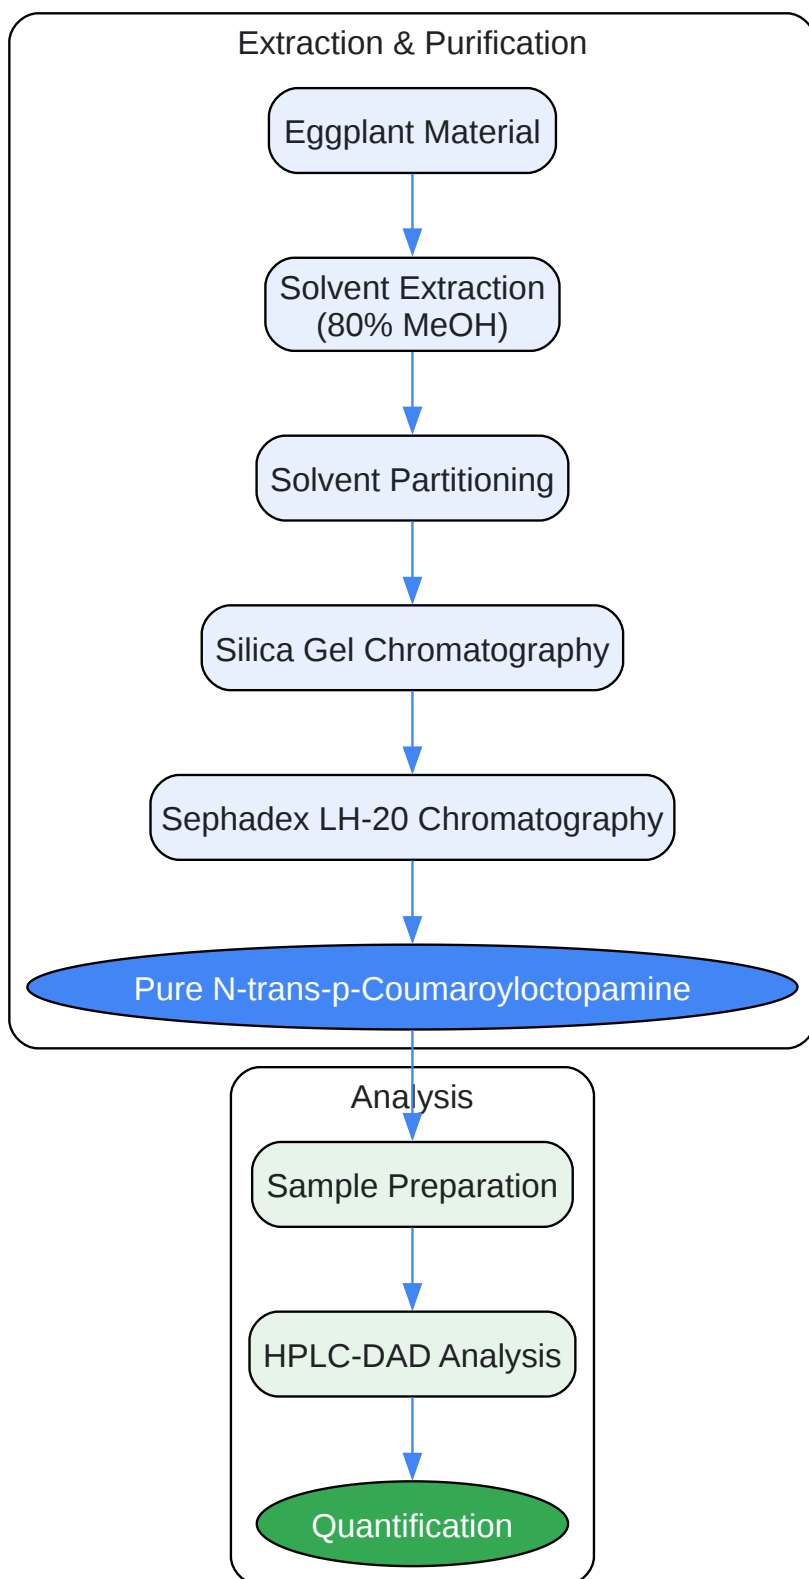 Extraction & Purification
Eggplant Material
Solvent Extraction
(80% MeOH)
Solvent Partitioning
Silica Gel Chromatography
Sephadex LH-20 Chromatography
Pure N-trans-p-Coumaroyloctopamine
Analysis
Sample Preparation
HPLC-DAD Analysis
Quantification